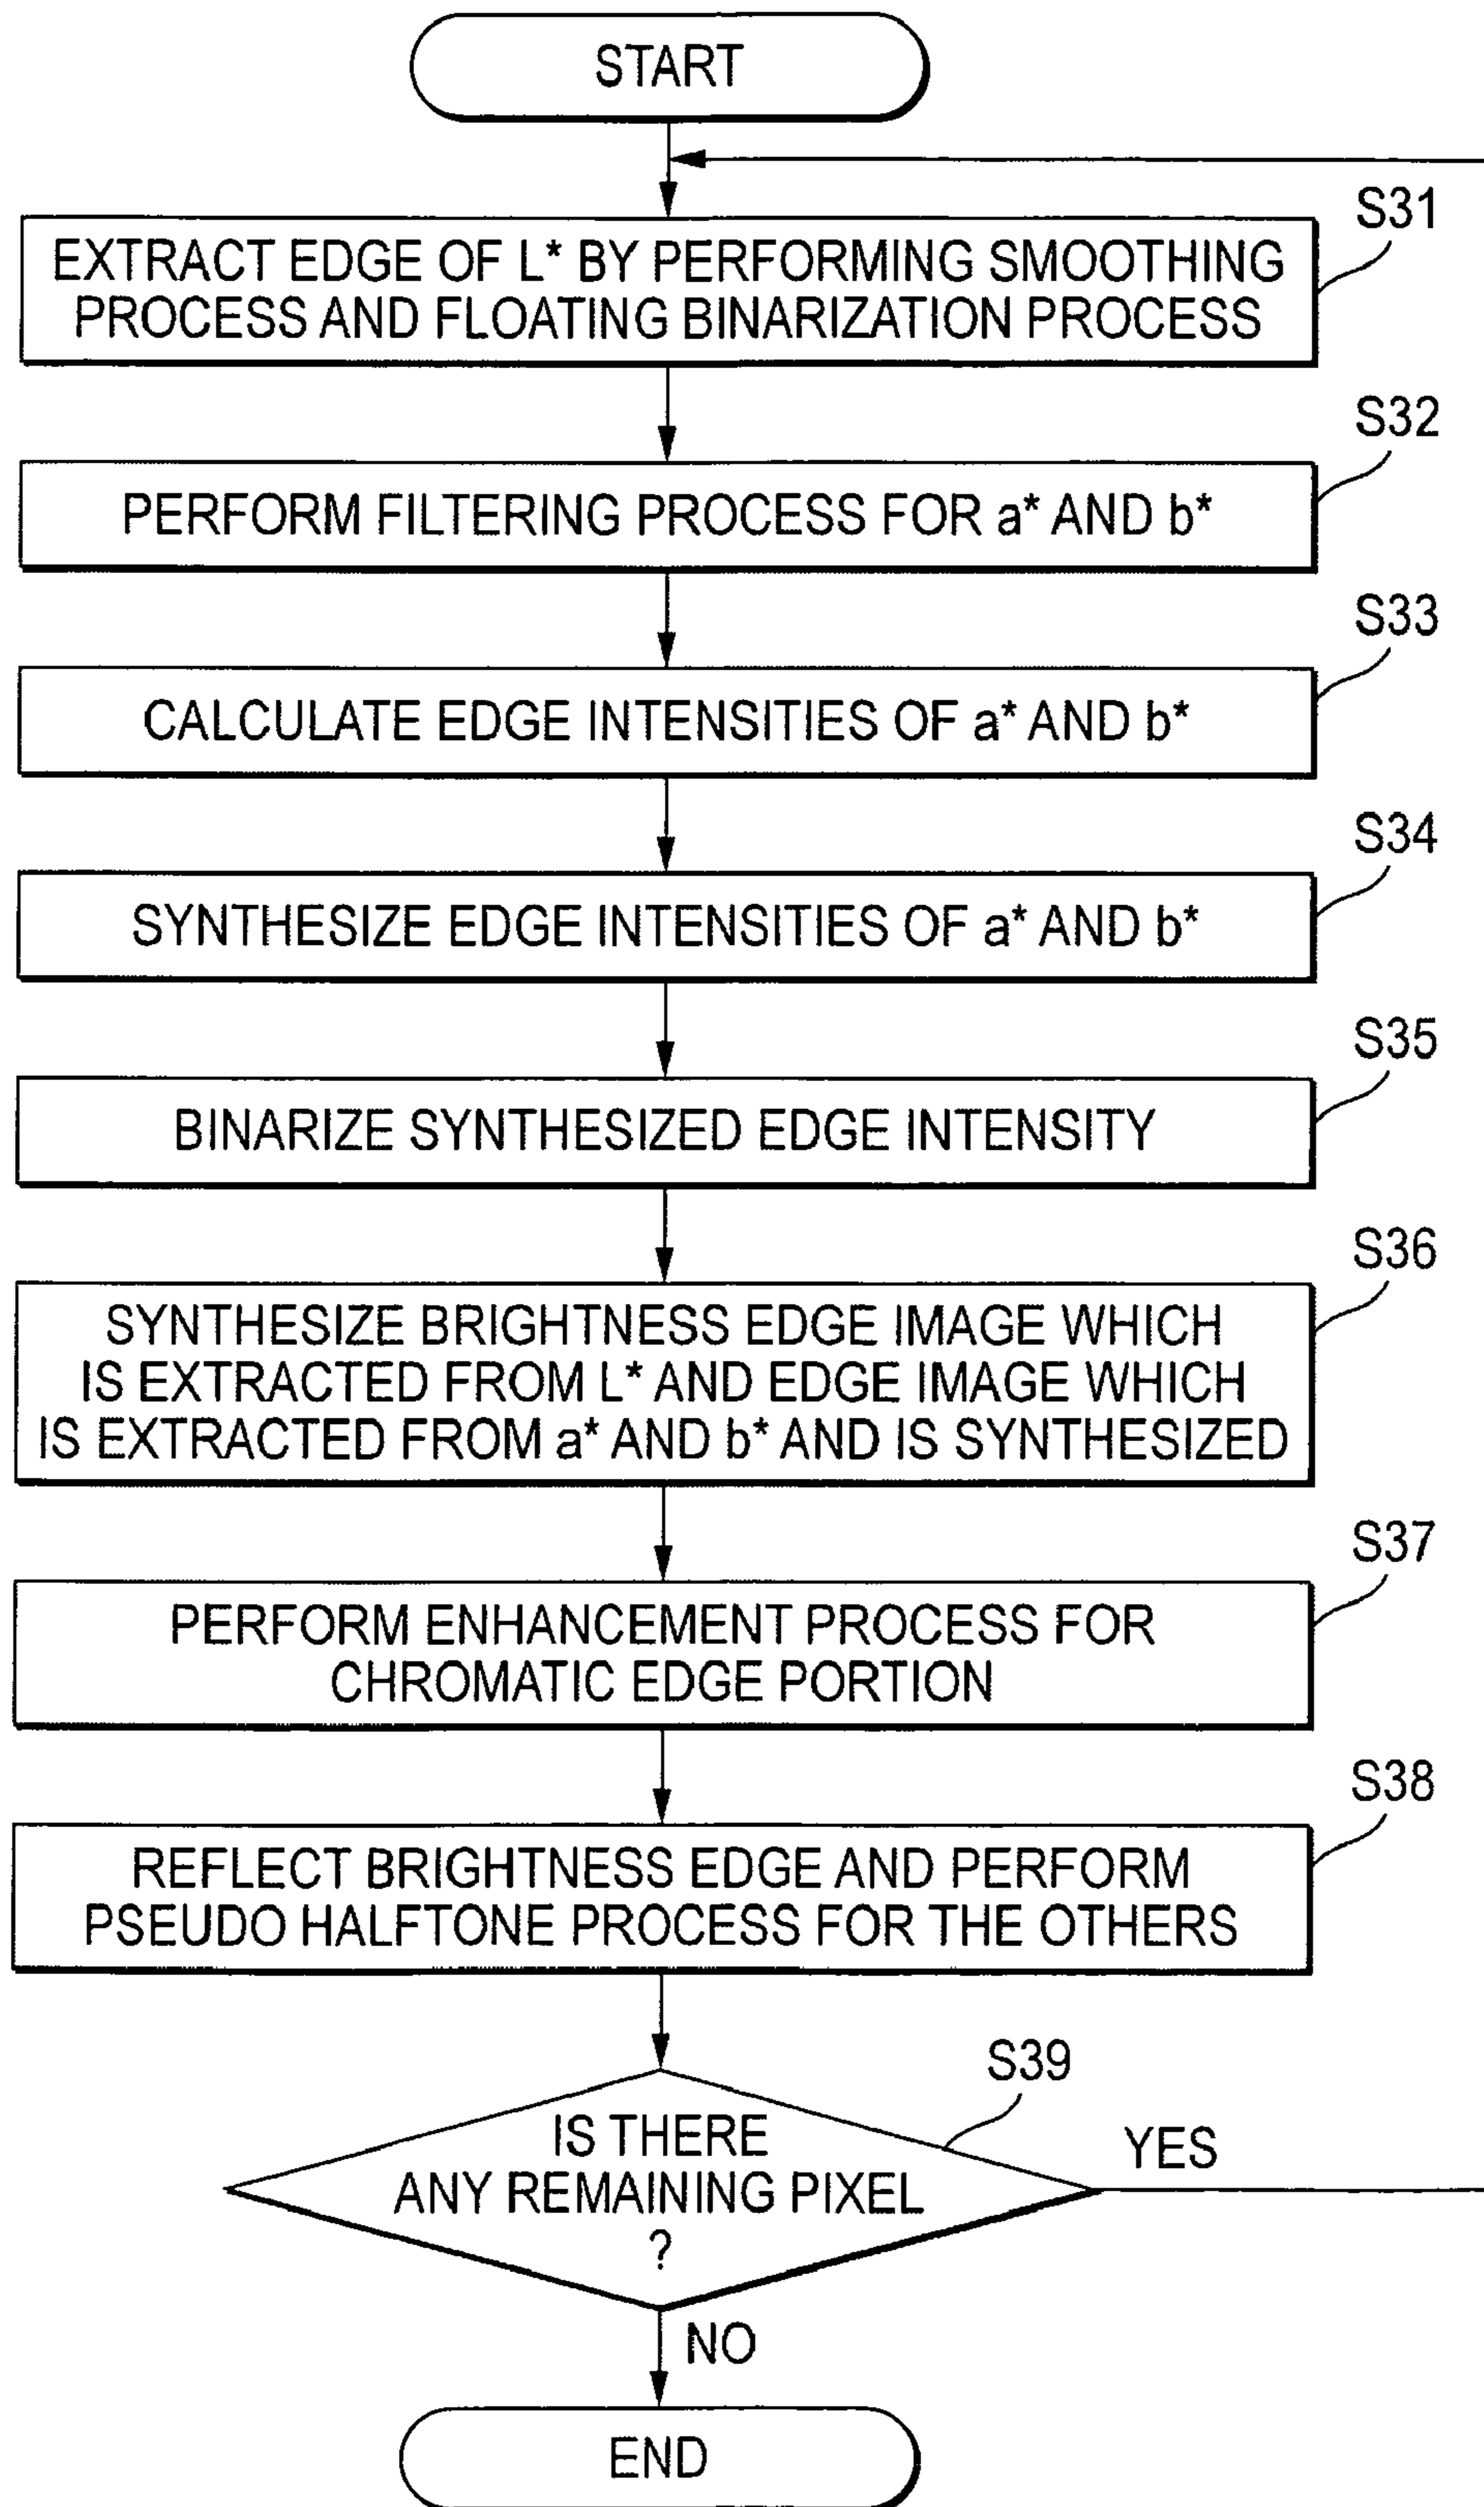 START
S31
EXTRACT EDGE OF L* BY PERFORMING SMOOTHING
PROCESS AND FLOATING BINARIZATION PROCESS
S32
PERFORM FILTERING PROCESS FOR a* AND b*
S33
CALCULATE EDGE INTENSITIES OF a* AND b*
S34
SYNTHESIZE EDGE INTENSITIES OF a* AND b*
S35
BINARIZE SYNTHESIZED EDGE INTENSITY
S36
SYNTHESIZE BRIGHTNESS EDGE IMAGE WHICH
IS EXTRACTED FROM L* AND EDGE IMAGE WHICH
IS EXTRACTED FROM a* AND b* AND IS SYNTHESIZED
S37
PERFORM ENHANCEMENT PROCESS FOR
CHROMATIC EDGE PORTION
S38
REFLECT BRIGHTNESS EDGE AND PERFORM
PSEUDO HALFTONE PROCESS FOR THE OTHERS
S39
IS THERE
ANY REMAINING PIXEL
?
YES
NO
END